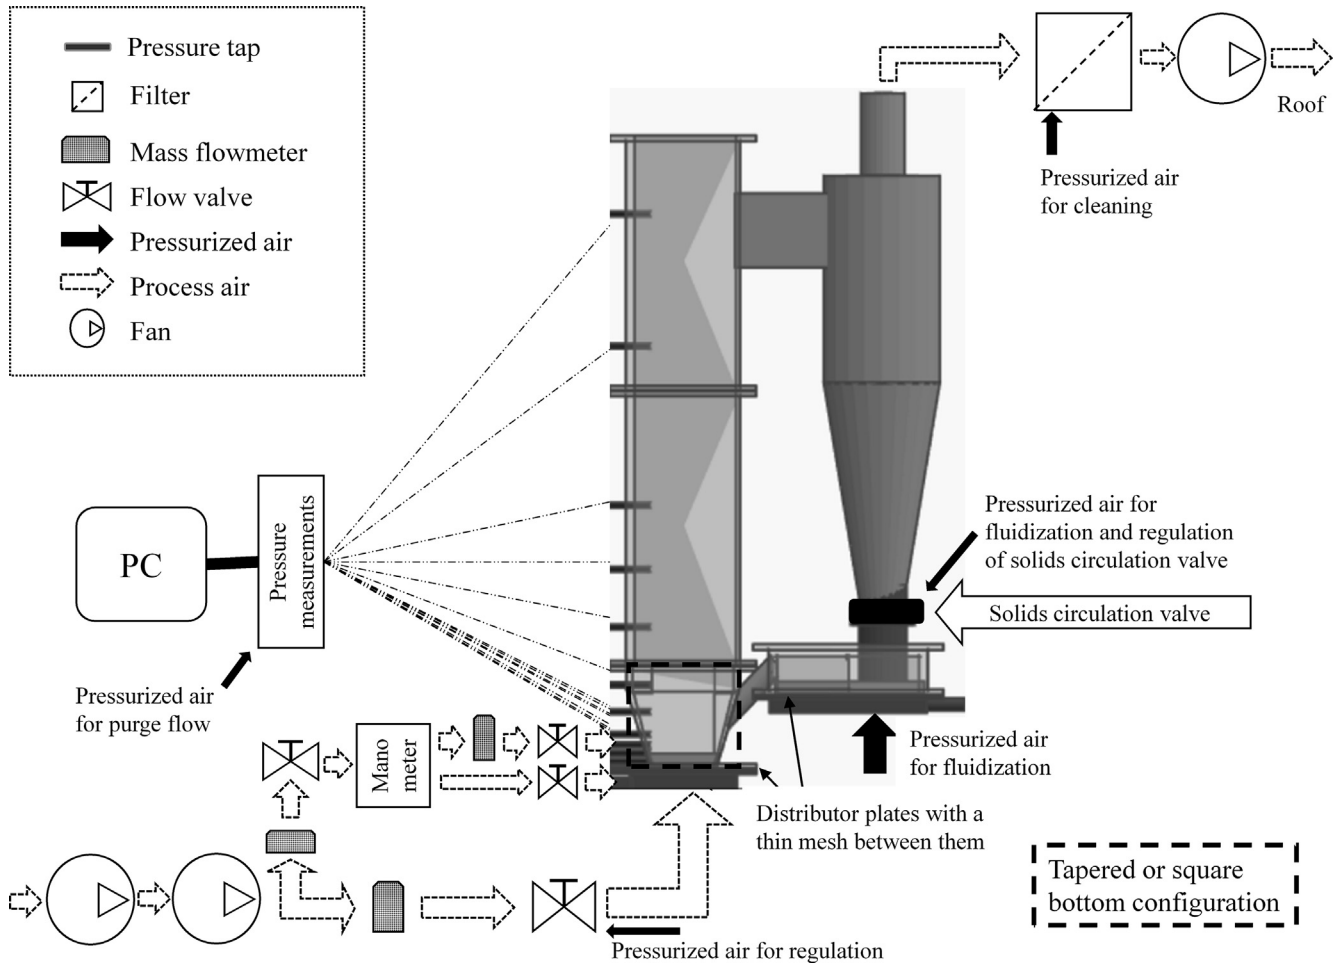 Pressure tap
Filter
Mass flowmeter
Flow valve
Pressurized air
Process air
Fan
Roof
Pressurized air
for cleaning
PC
Pressure
measurements
Pressurized air for
fluidization and regulation
of solids circulation valve
Solids circulation valve
Pressurized air
for purge flow
Mano
meter
Pressurized air
for fluidization
Distributor plates with a
thin mesh between them
Tapered or square
bottom configuration
Pressurized air for regulation